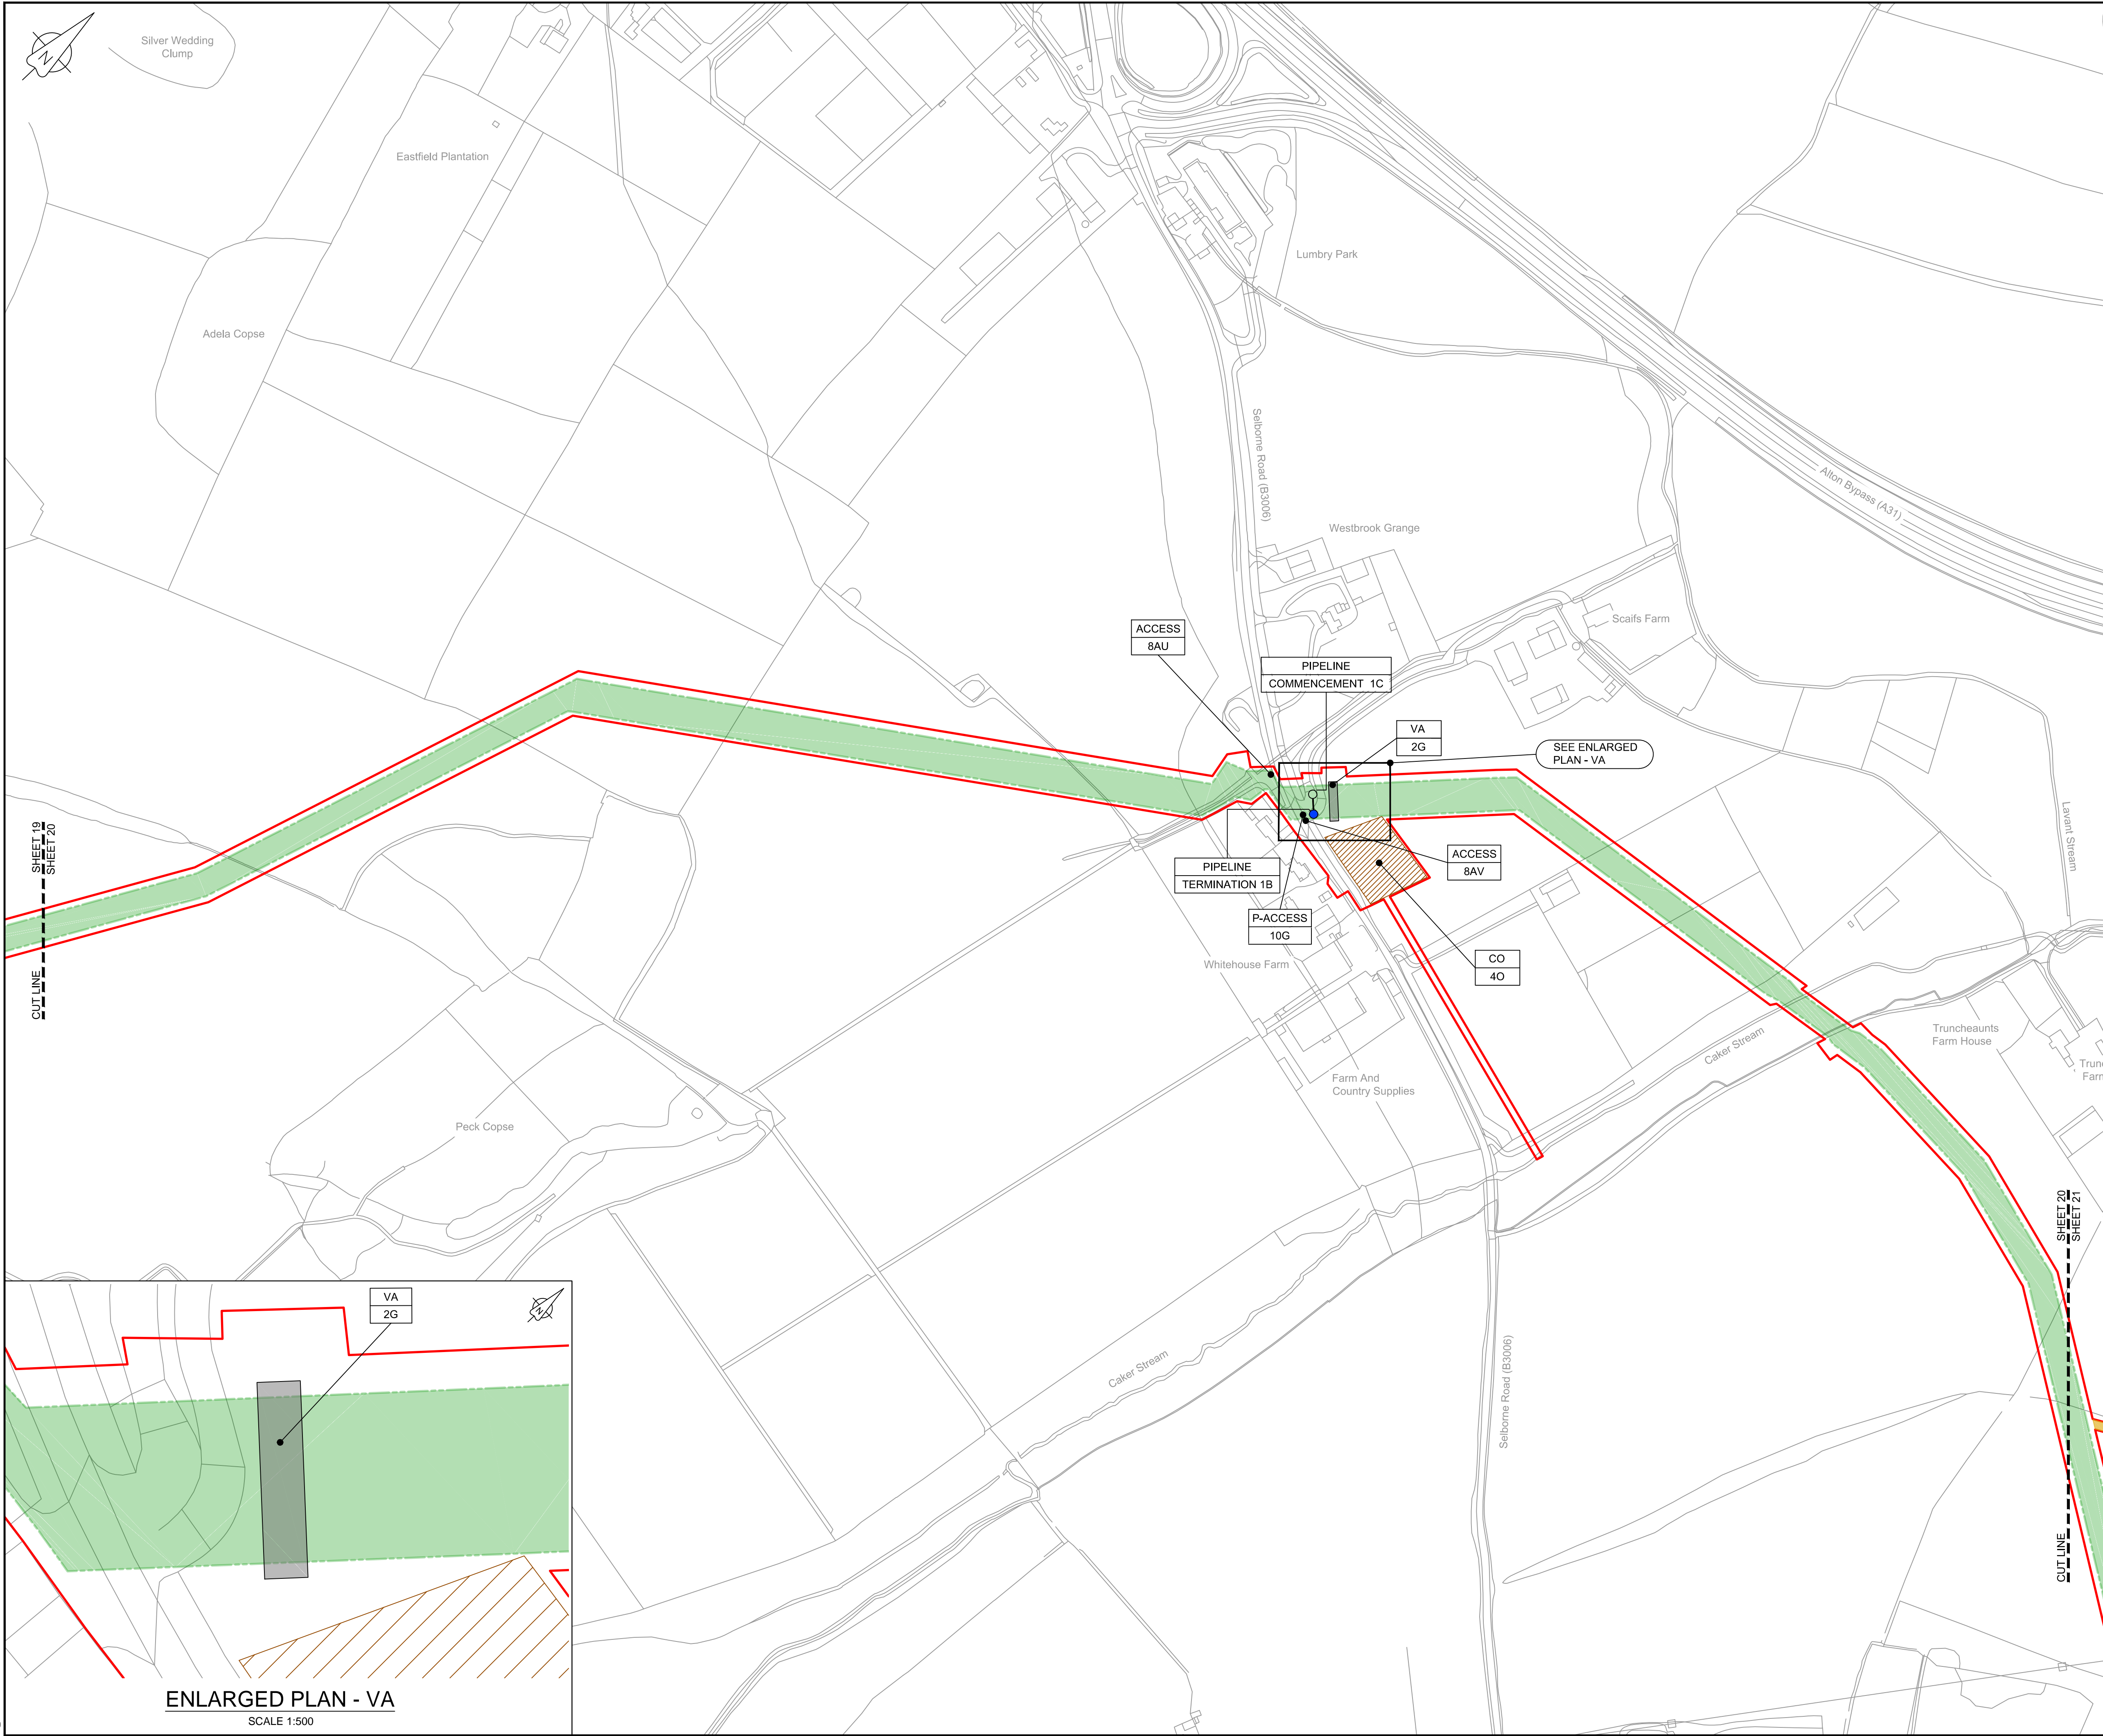 N
Silver Wedding
Clump
Eastfield Plantation
Adela Copse
Lumbry Park
Selborne Road (B3006)
Alton Bypass (A31)
Westbrook Grange
Scaifs Farm
ACCESS
8AU
PIPELINE
COMMENCEMENT 1C
VA
2G
SEE ENLARGED
PLAN - VA
Lavant Stream
SHEET 19
SHEET 20
CUT LINE
PIPELINE
TERMINATION 1B
ACCESS
8AV
P-ACCESS
10G
CO
4O
Whitehouse Farm
Farm And
Country Supplies
Caker Stream
Truncheaunts
Farm House
Peck Copse
SHEET 20
SHEET 21
CUT LINE
Caker Stream
Selborne Road (B3006)
VA
2G
N
ENLARGED PLAN - VA
SCALE 1:500